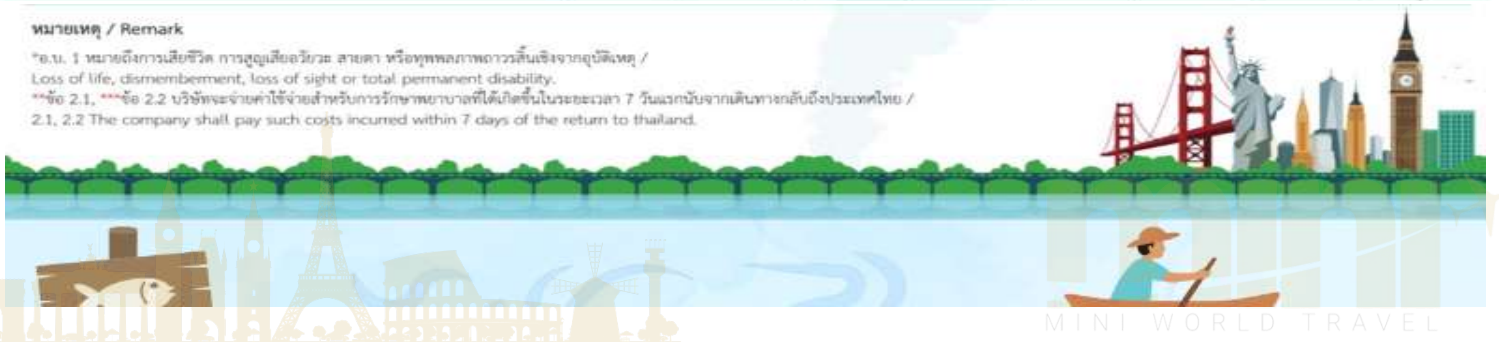 หมายเหตุ / Remark
*อ.บ. 1 หมายถึงการเสียชีวิต การสูญเสียอวัยวะ สายตา หรือทุพพลภาพถาวรสิ้นเชิงจากอุบัติเหตุ /
Loss of life, dismemberment, loss of sight or total permanent disability.
**ข้อ 2.1, ***ข้อ 2.2 บริษัทจะจ่ายค่าใช้จ่ายสำหรับการรักษาพยาบาลที่ได้เกิดขึ้นในระยะเวลา 7 วันแรกนับจากเดินทางกลับถึงประเทศไทย /
2.1, 2.2 The company shall pay such costs incurred within 7 days of the return to thailand.
mini
MINI WORLD TRAVEL